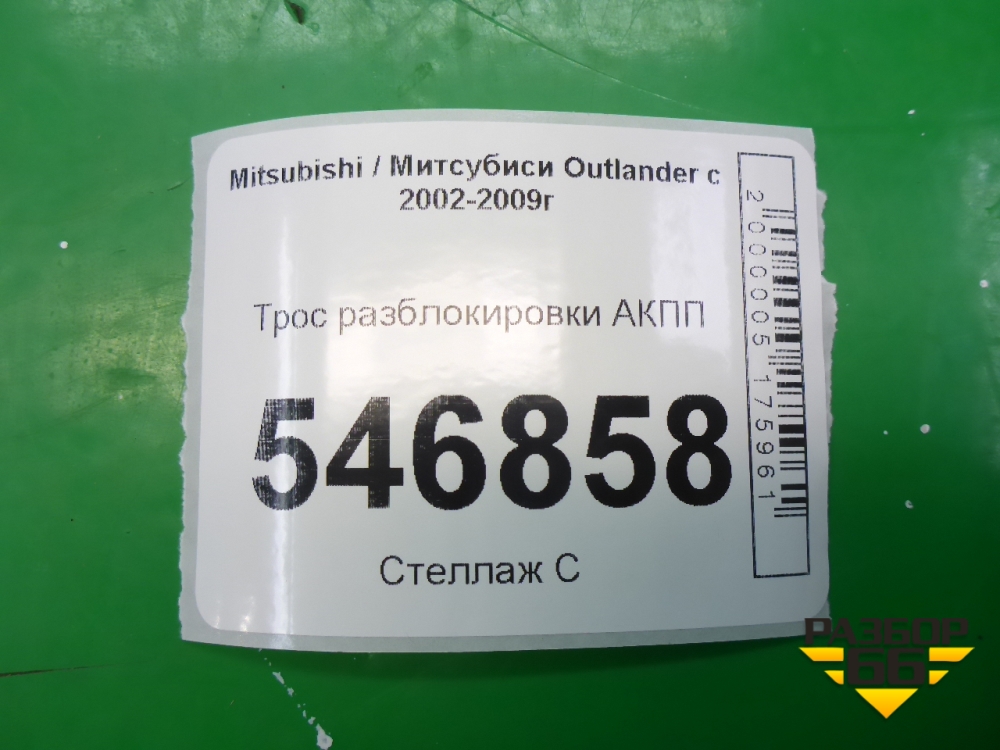 Mitsubishi / Митсубиси Outlander с
2002-2009г
Трос разблокировки АКПП
546858
Стеллаж С
2000005175961
РАЗБОР
66